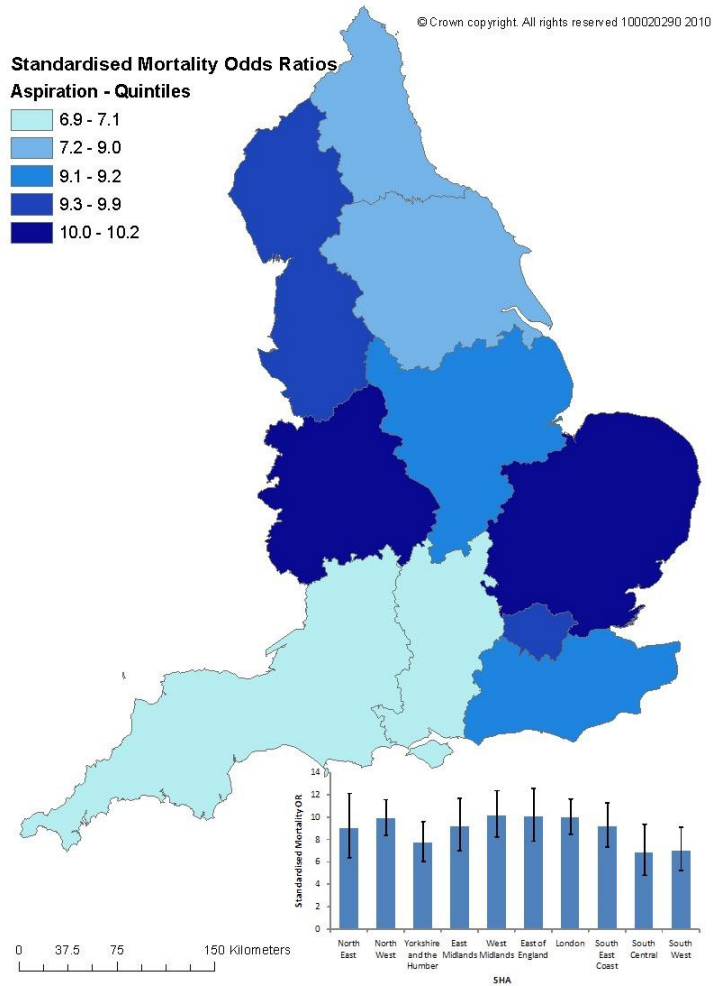 © Crown copyright. All rights reserved 100020290 2010
Standardised Mortality Odds Ratios
Aspiration - Quintiles
6.9 - 7.1
7.2 - 9.0
9.1 - 9.2
9.3 - 9.9
10.0 - 10.2
Standardised Mortality OR
14
12
10
8
6
4
2
0
North East
North West
Yorkshire and the Humber
East Midlands
West Midlands
East of England
London
South East Coast
South Central
South West
SHA
0 37.5 75 150 Kilometers